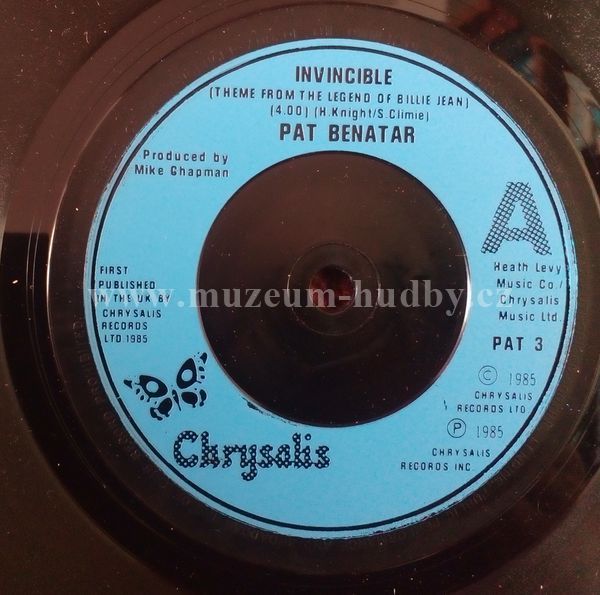 INVINCIBLE
(THEME FROM THE LEGEND OF BILLIE JEAN)
(4.00) (H.Knight/S.Climie)
PAT BENATAR
Produced by
Mike Chapman
A
FIRST
PUBLISHED
IN THE UK BY
CHRYSALIS
RECORDS
LTD 1985
Heath Levy
Music Co./
Chrysalis
Music Ltd
PAT 3
© 1985
CHRYSALIS
RECORDS LTD.
℗ 1985
CHRYSALIS
RECORDS INC.
Chrysalis
www.muzeum-hudby.cz